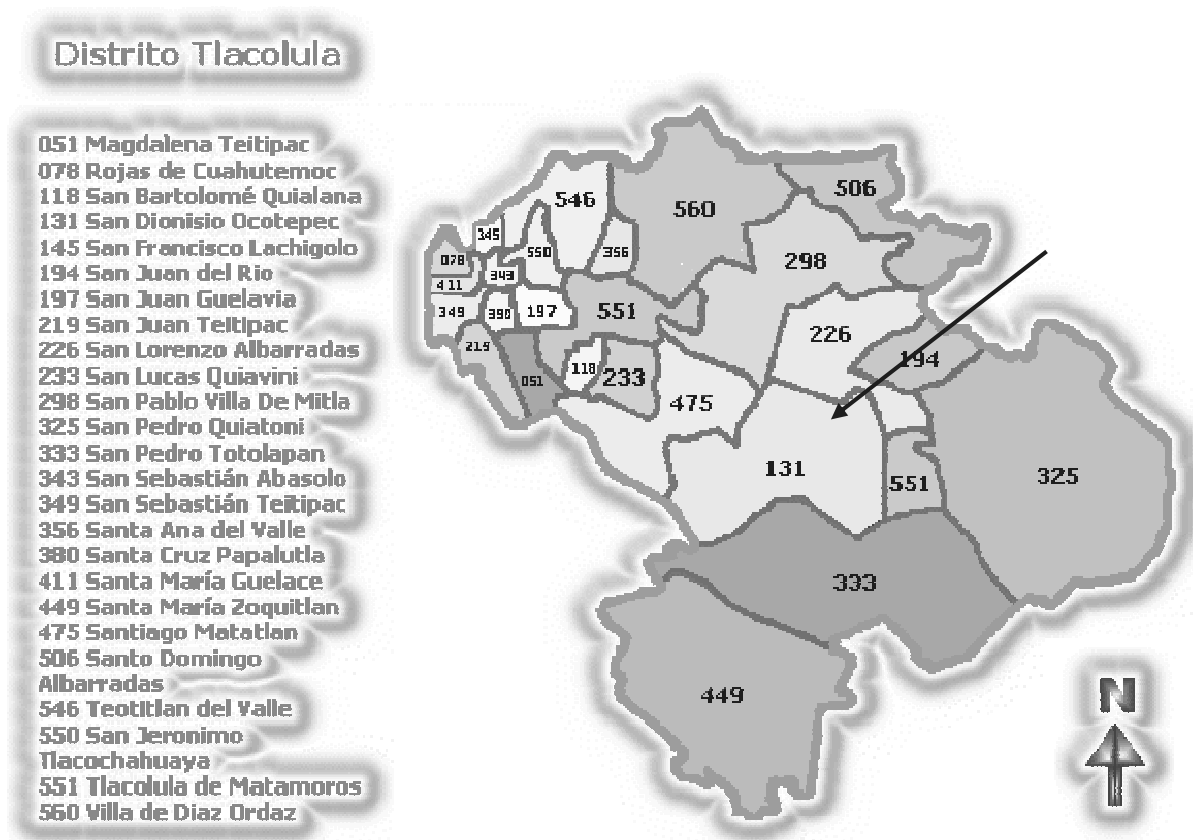 Distrito Tlacolula
051 Magdalena Teitipac
078 Rojas de Cuahutemoc
118 San Bartolomé Quialana
131 San Dionisio Ocotepec
145 San Francisco Lachigolo
194 San Juan del Rio
197 San Juan Guelavia
219 San Juan Teitipac
226 San Lorenzo Albarradas
233 San Lucas Quiavini
298 San Pablo Villa De Mitla
325 San Pedro Quiatoni
333 San Pedro Totolapan
343 San Sebastián Abasolo
349 San Sebastián Teitipac
356 Santa Ana del Valle
380 Santa Cruz Papalutla
411 Santa María Guelace
449 Santa María Zoquitlan
475 Santiago Matatlan
506 Santo Domingo
Albarradas
546 Teotitlan del Valle
550 San Jeronimo
Tlacochahuaya
551 Tlacolula de Matamoros
560 Villa de Diaz Ordaz
546
560
506
345
550
356
078
343
298
411
349
390
197
551
226
219
194
118
051
233
475
131
551
325
333
449
N